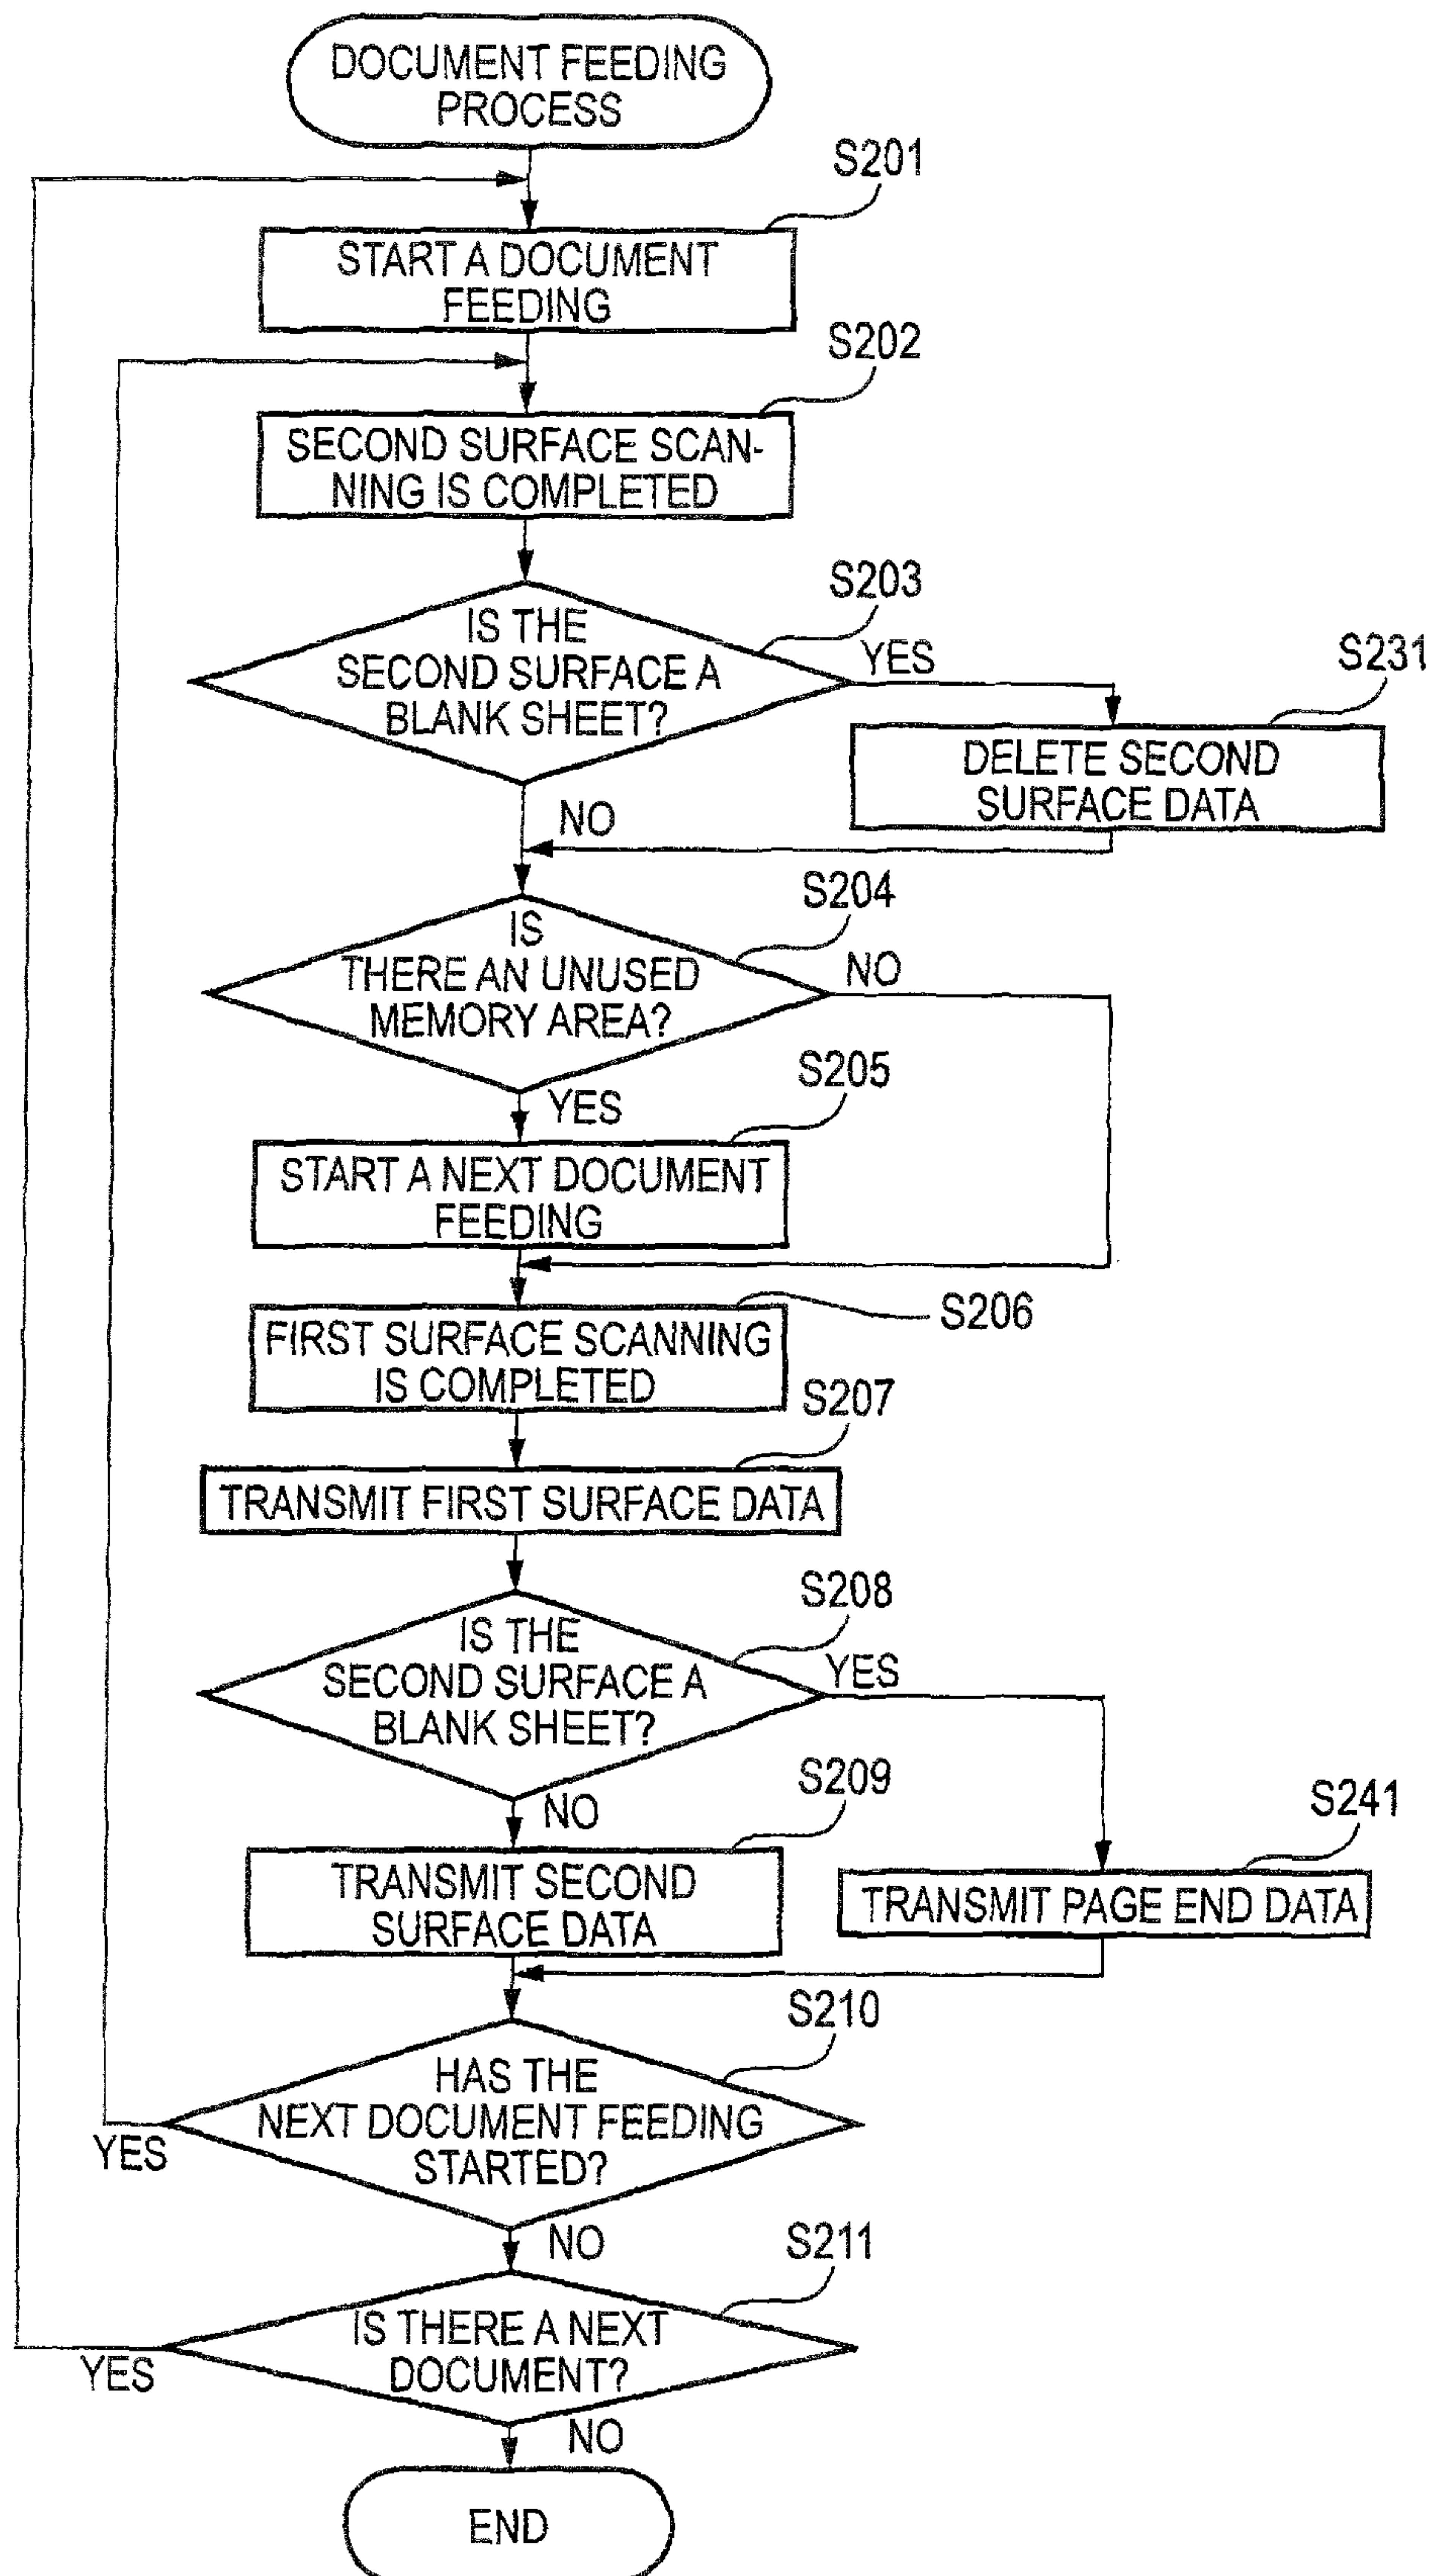 DOCUMENT FEEDING
PROCESS
S201
START A DOCUMENT
FEEDING
S202
SECOND SURFACE SCAN-
NING IS COMPLETED
S203
IS THE
SECOND SURFACE A
BLANK SHEET?
YES
S231
DELETE SECOND
SURFACE DATA
NO
S204
IS
THERE AN UNUSED
MEMORY AREA?
NO
YES
S205
START A NEXT DOCUMENT
FEEDING
S206
FIRST SURFACE SCANNING
IS COMPLETED
S207
TRANSMIT FIRST SURFACE DATA
S208
IS THE
SECOND SURFACE A
BLANK SHEET?
YES
NO
S209
TRANSMIT SECOND
SURFACE DATA
S241
TRANSMIT PAGE END DATA
S210
HAS THE
NEXT DOCUMENT FEEDING
STARTED?
YES
NO
S211
IS THERE A NEXT
DOCUMENT?
YES
NO
END